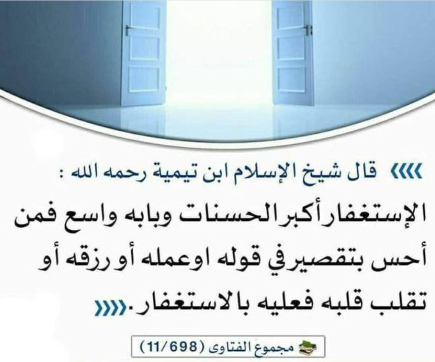 »»» قال شيخ الإسلام ابن تيمية رحمه الله :
الإستغفار أكبر الحسنات وبابه واسع فمن
أحس بتقصير في قوله اوعمله أو رزقه أو
تقلب قلبه فعليه بالاستغفار .«««
مجموع الفتاوى (11/698)